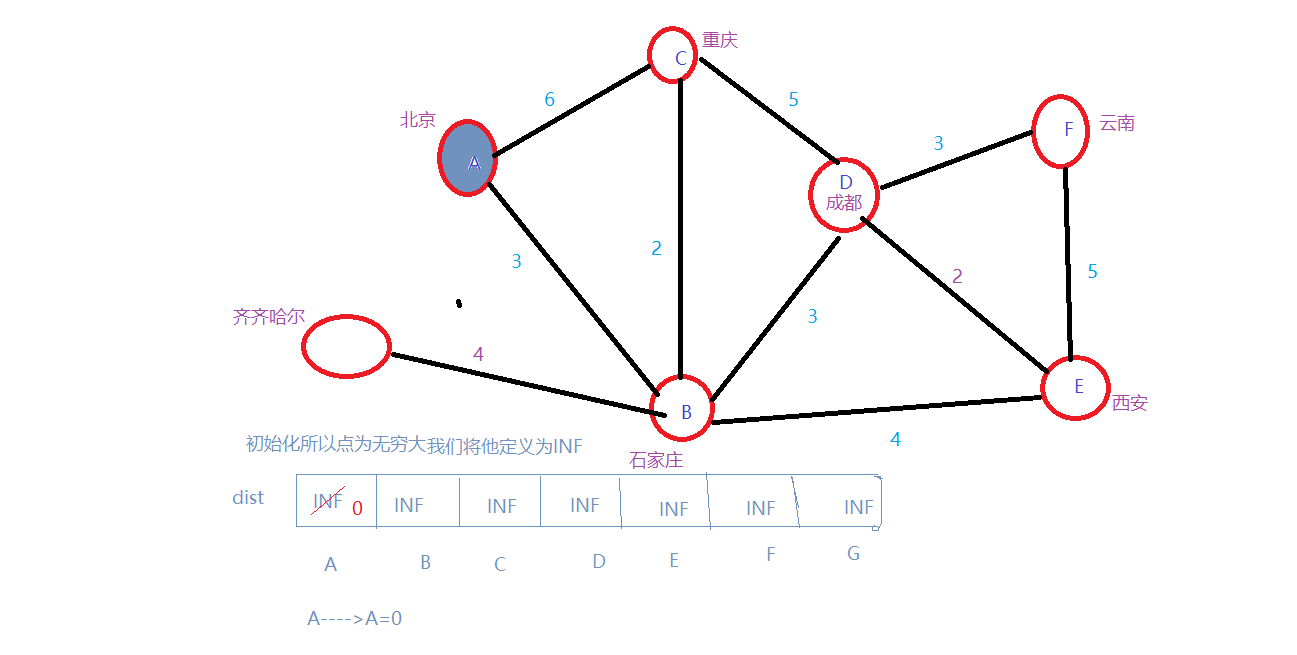 重庆
C
6
5
北京
A
云南
F
3
D
成都
3
2
5
2
齐齐哈尔
3
4
B
E
西安
4
初始化所以点为无穷大我们将他定义为INF
石家庄
dist
INF 0 INF INF INF INF INF INF
A B C D E F G
A---->A=0